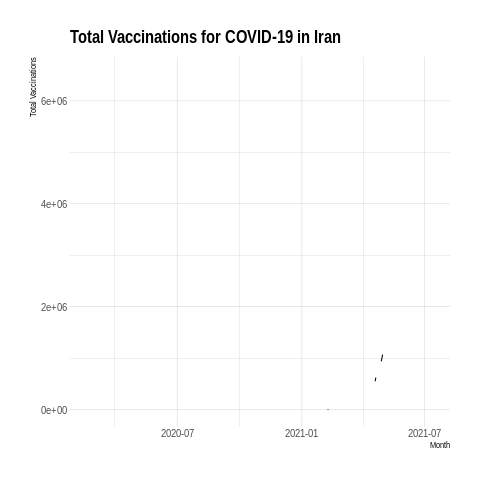 Total Vaccinations for COVID-19 in Iran
Total Vaccinations
6e+06
4e+06
2e+06
0e+00
2020-07 2021-01 2021-07
Month